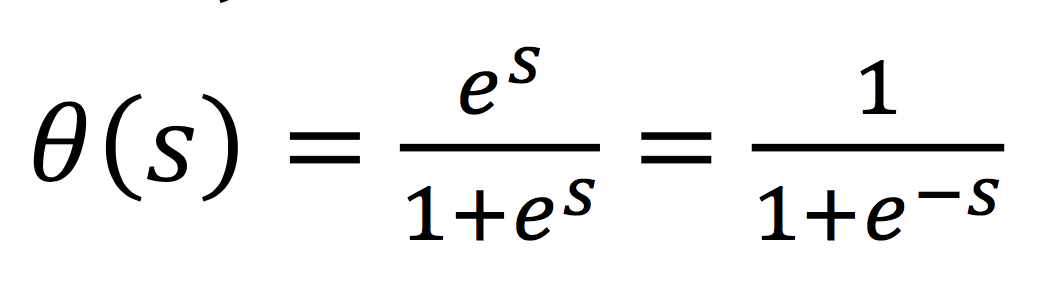 θ(s) = e^s / (1+e^s) = 1 / (1+e^−s)